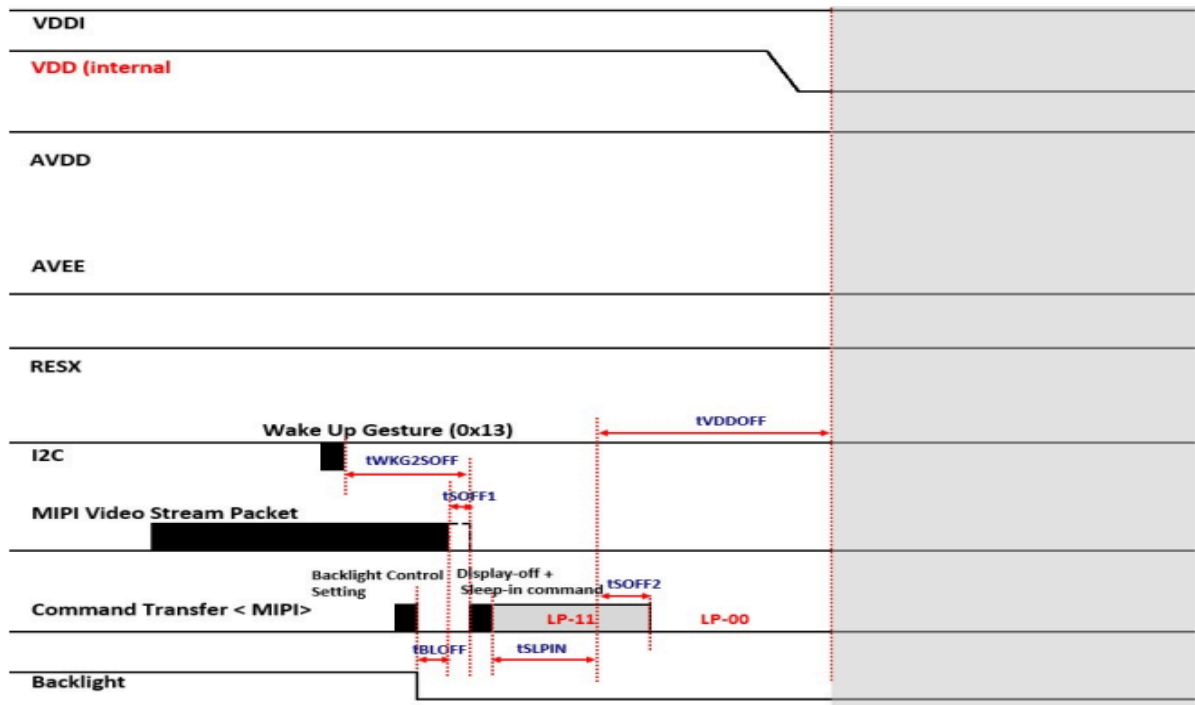 VDDI
VDD (internal
AVDD
AVEE
RESX
tVDDOFF
Wake Up Gesture (0x13)
I2C
tWKG2SOFF
tSOFF1
MIPI Video Stream Packet
Backlight Control
Setting
Display-off +
Sleep-in command
tSOFF2
Command Transfer < MIPI>
LP-11
LP-00
tBLOFF
tSLPIN
Backlight